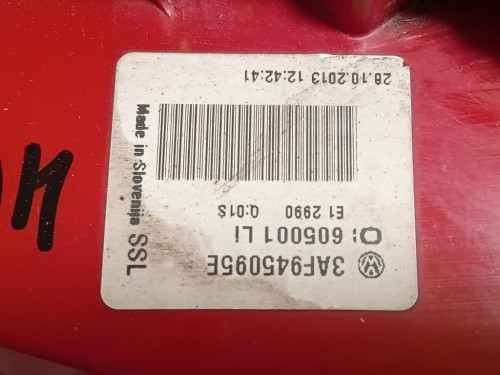 3AF945095E
605001 Li
E1 2990 Q:01S
28.10.2013 12:42:41
Made in Slovenija SSL